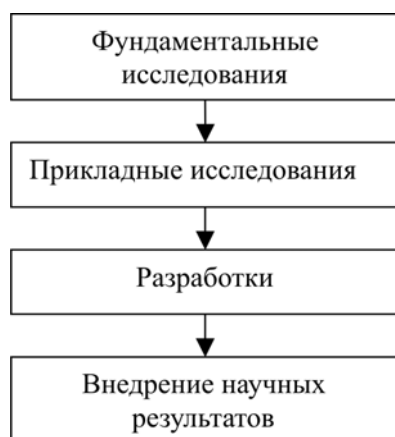 Фундаментальные
исследования
Прикладные исследования
Разработки
Внедрение научных
результатов